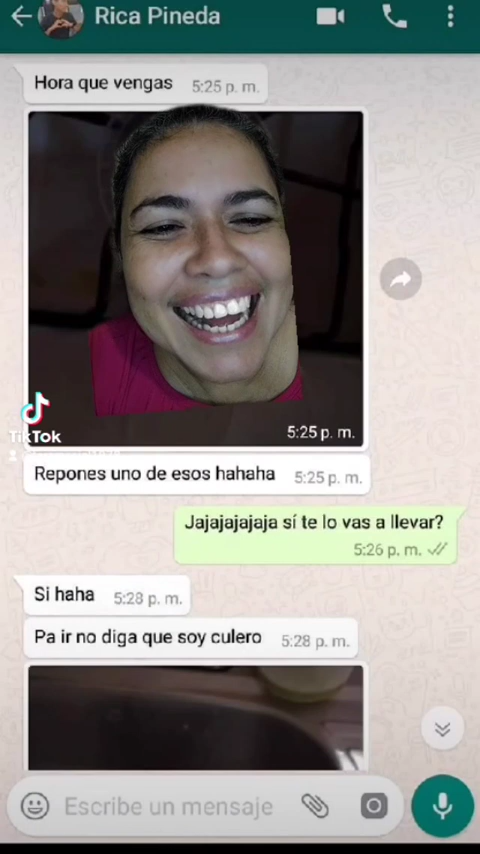 Rica Pineda
Hora que vengas 5:25 p. m.
5:25 p. m.
TikTok
Repones uno de esos hahaha 5:25 p. m.
Jajajajajaja sí te lo vas a llevar?
5:26 p. m.
Si haha 5:28 p. m.
Pa ir no diga que soy culero 5:28 p. m.
Escribe un mensaje